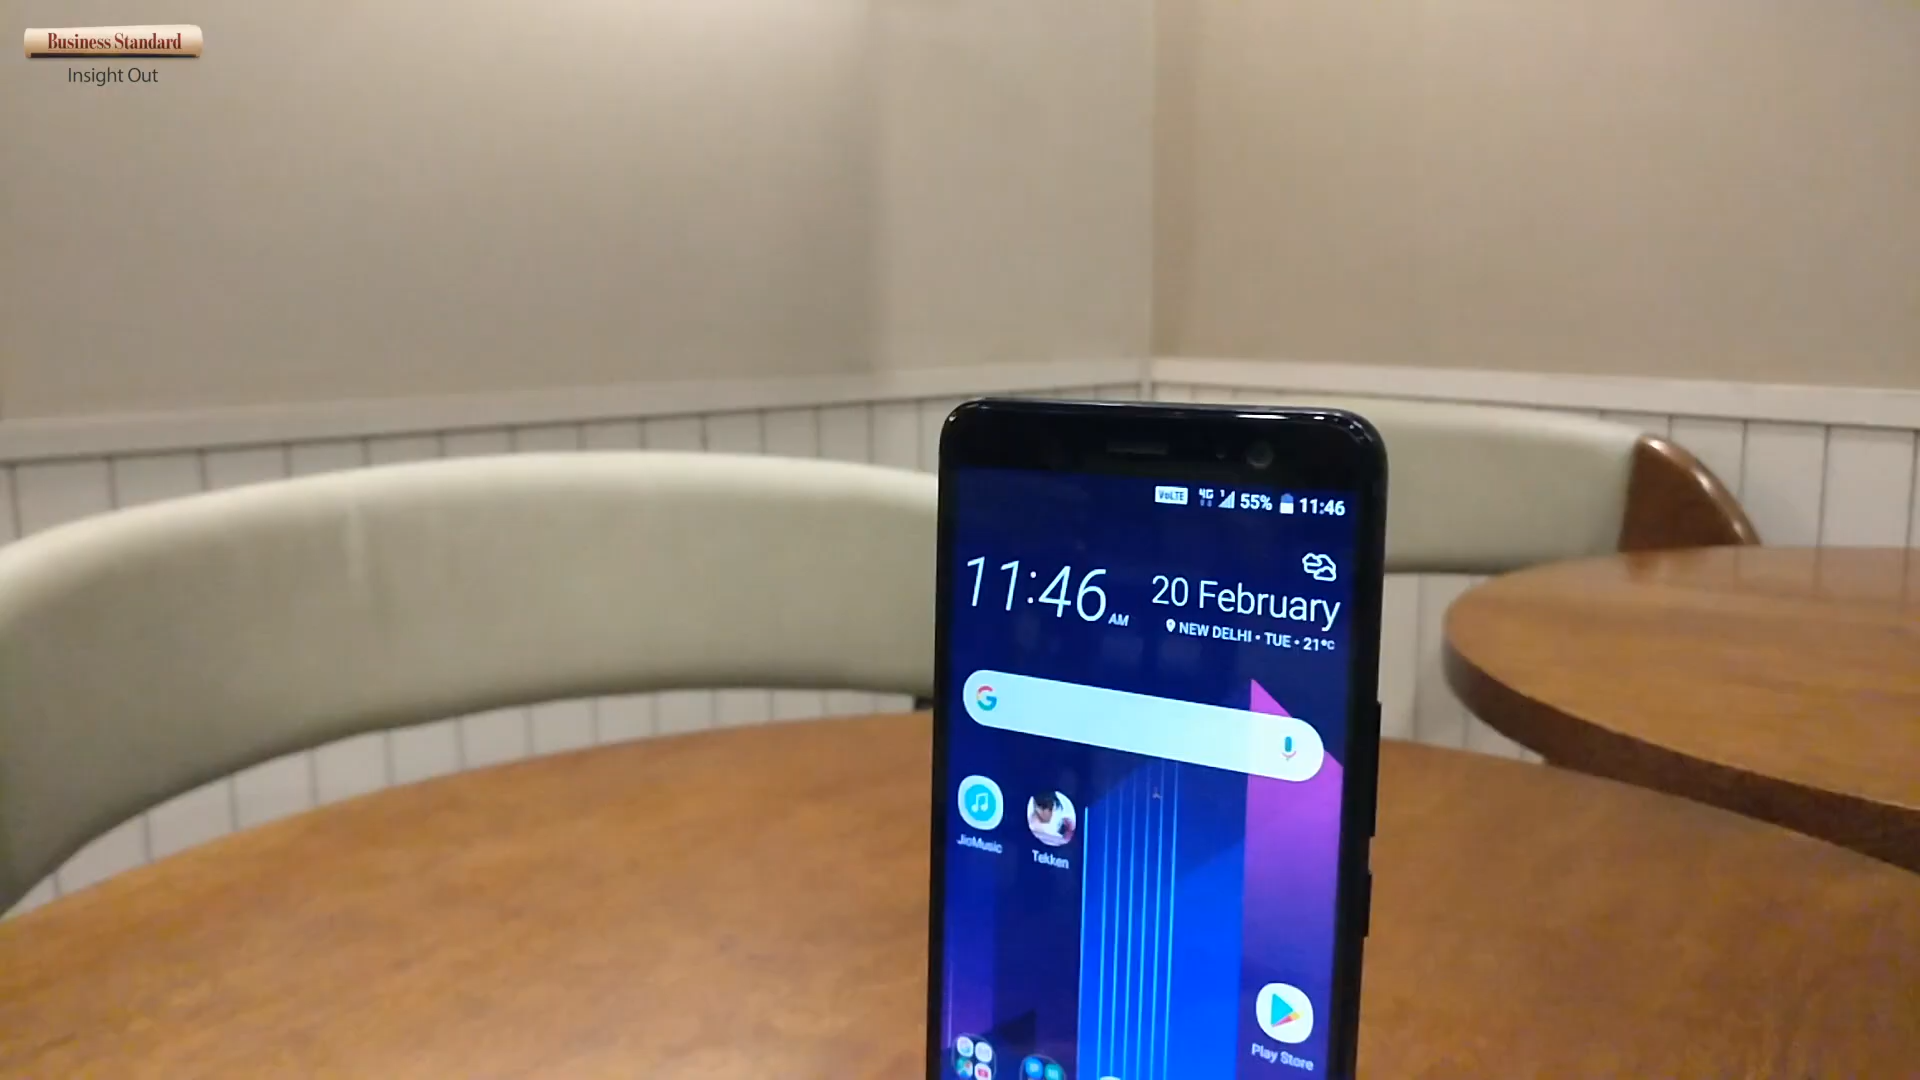 Business Standard
Insight Out
VoLTE 4G 1 55% 11:46
11:46 AM
20 February
NEW DELHI • TUE • 21°C
JioMusic
Tekken
Play Store